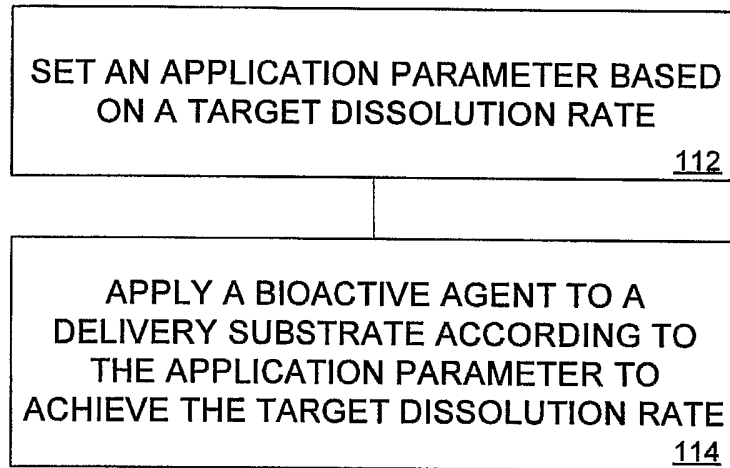 SET AN APPLICATION PARAMETER BASED
ON A TARGET DISSOLUTION RATE
112
APPLY A BIOACTIVE AGENT TO A
DELIVERY SUBSTRATE ACCORDING TO
THE APPLICATION PARAMETER TO
ACHIEVE THE TARGET DISSOLUTION RATE
114